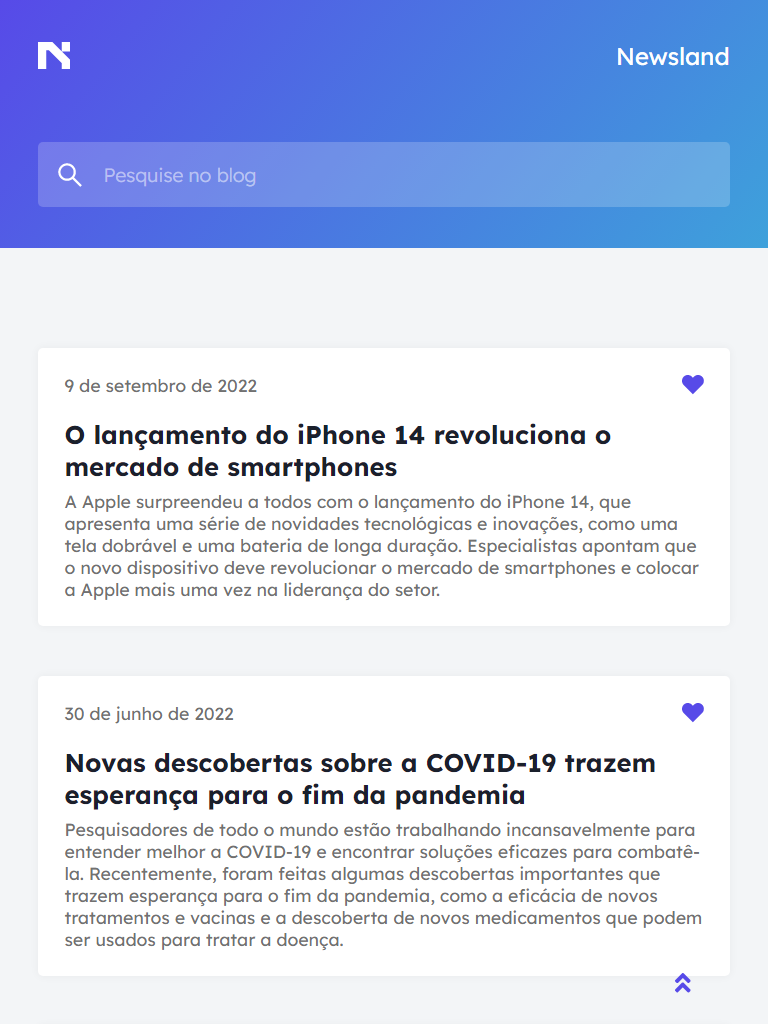 Newsland
Pesquise no blog
9 de setembro de 2022
O lançamento do iPhone 14 revoluciona o
mercado de smartphones
A Apple surpreendeu a todos com o lançamento do iPhone 14, que
apresenta uma série de novidades tecnológicas e inovações, como uma
tela dobrável e uma bateria de longa duração. Especialistas apontam que
o novo dispositivo deve revolucionar o mercado de smartphones e colocar
a Apple mais uma vez na liderança do setor.
30 de junho de 2022
Novas descobertas sobre a COVID-19 trazem
esperança para o fim da pandemia
Pesquisadores de todo o mundo estão trabalhando incansavelmente para
entender melhor a COVID-19 e encontrar soluções eficazes para combatê-
la. Recentemente, foram feitas algumas descobertas importantes que
trazem esperança para o fim da pandemia, como a eficácia de novos
tratamentos e vacinas e a descoberta de novos medicamentos que podem
ser usados para tratar a doença.